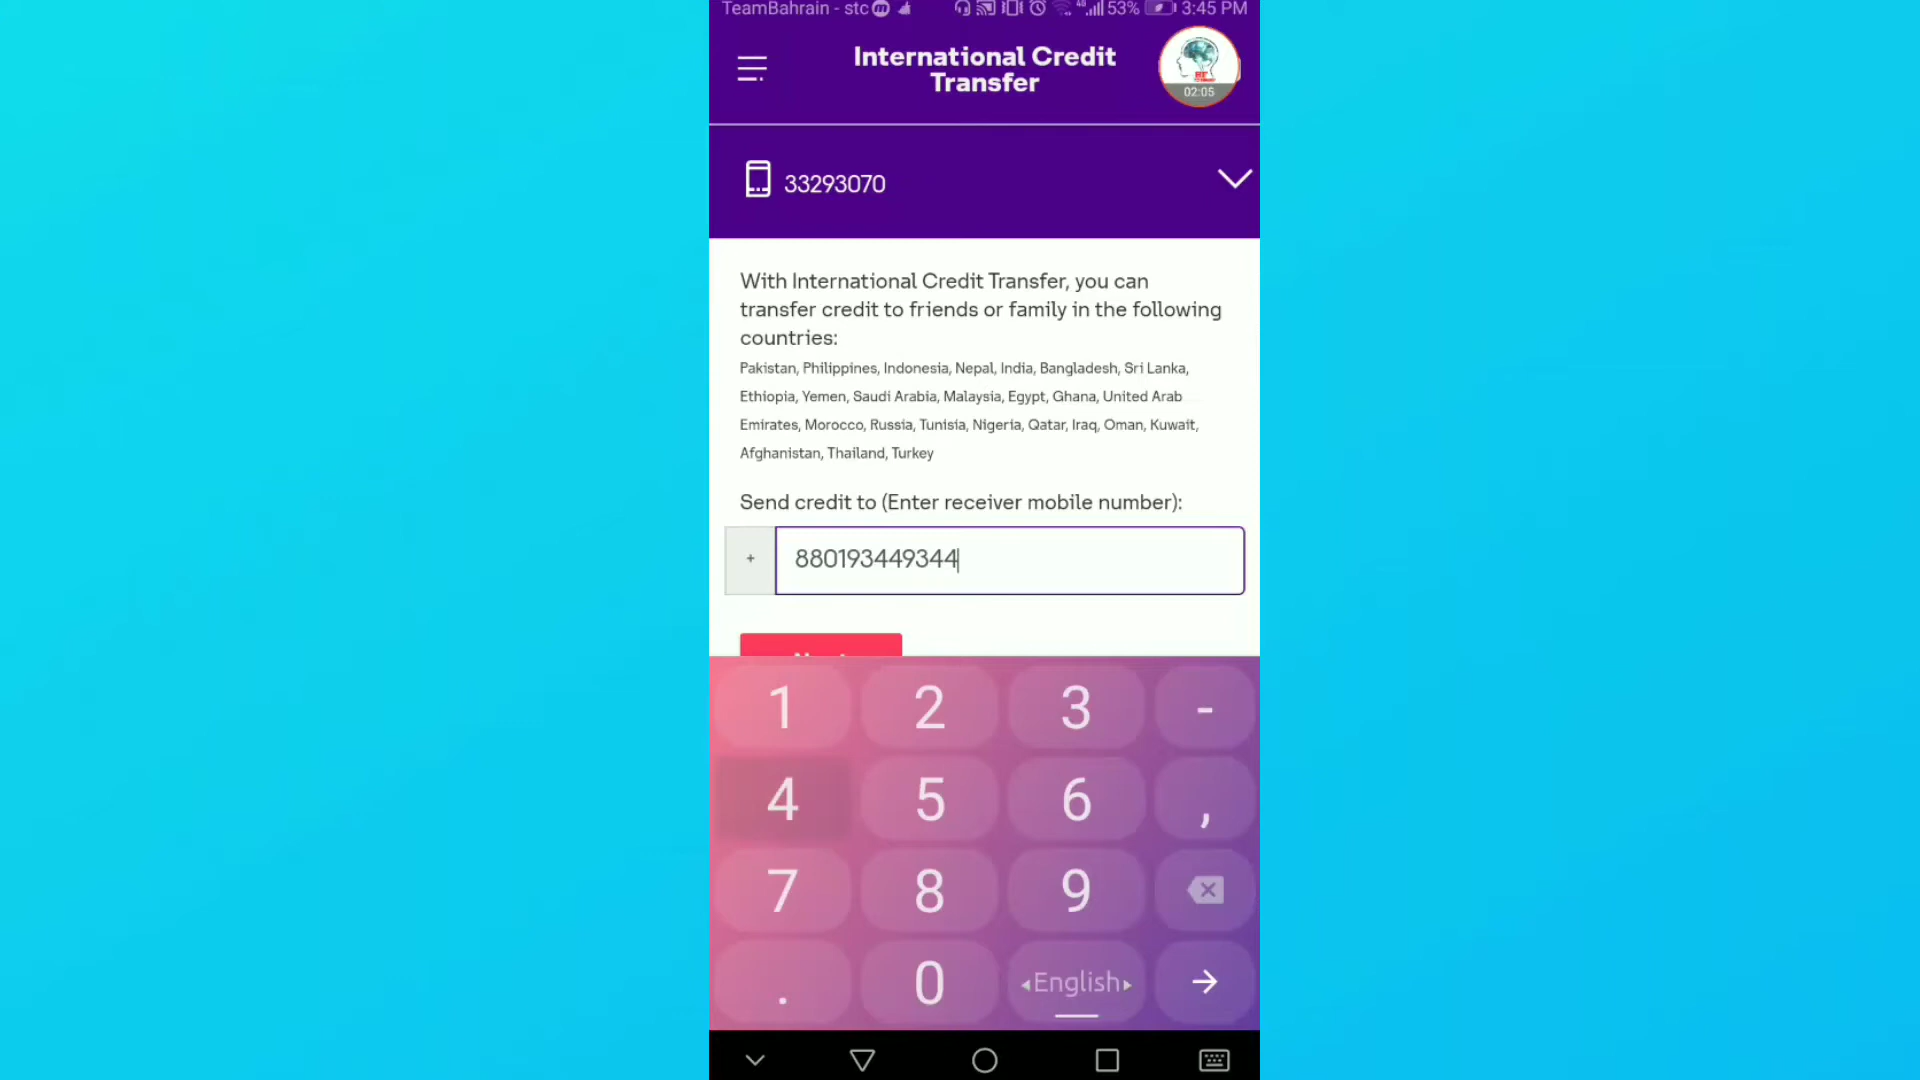 TeamBahrain - stc 53% 3:45 PM
International Credit
Transfer
02:05
33293070
With International Credit Transfer, you can
transfer credit to friends or family in the following
countries:
Pakistan, Philippines, Indonesia, Nepal, India, Bangladesh, Sri Lanka,
Ethiopia, Yemen, Saudi Arabia, Malaysia, Egypt, Ghana, United Arab
Emirates, Morocco, Russia, Tunisia, Nigeria, Qatar, Iraq, Oman, Kuwait,
Afghanistan, Thailand, Turkey
Send credit to (Enter receiver mobile number):
+ 880193449344
1 2 3 -
4 5 6 ,
7 8 9
. 0 English